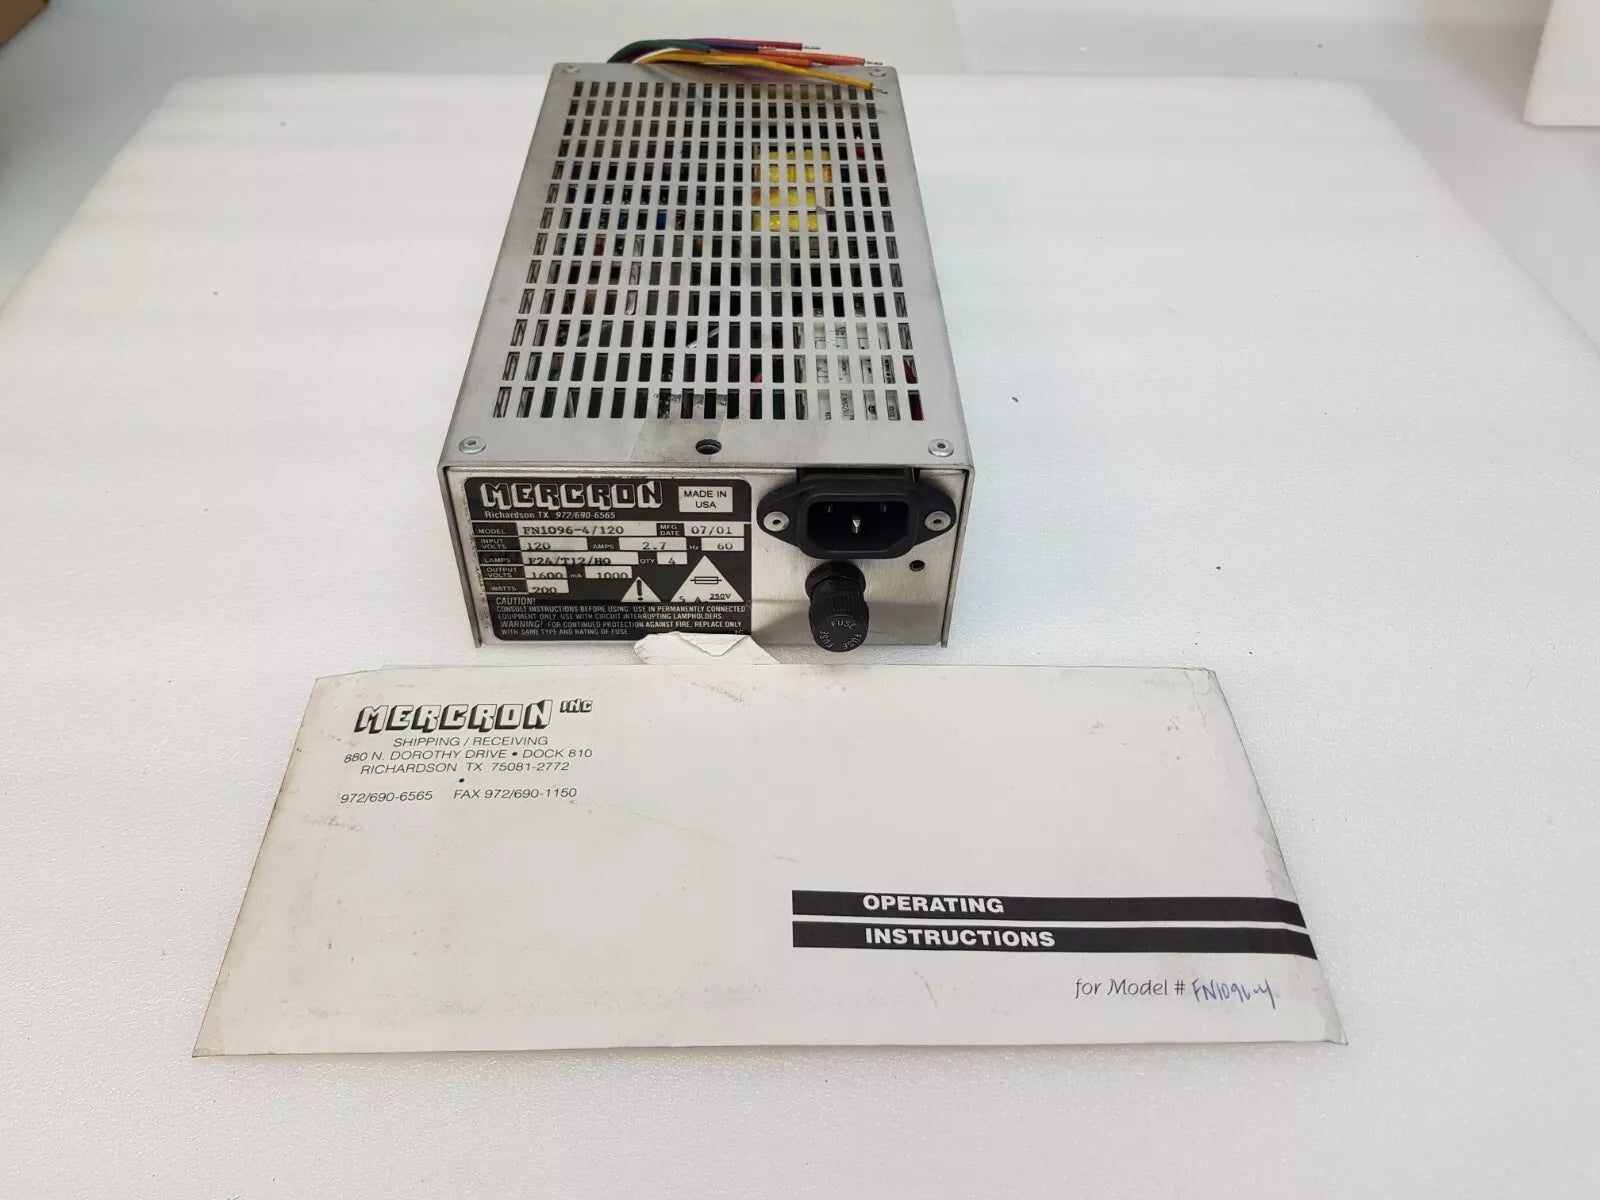 MERCRON
MADE IN
USA
Richardson TX 972/690-6565
MODEL FN1096-4/120 MFG. DATE 07/01
INPUT VOLTS 120 AMPS 2.7 Hz 60
LAMPS F24/T12/HO QTY 4
OUTPUT VOLTS 1600 mA 1000
WATTS 200
! 5 A 250V
CAUTION!
CONSULT INSTRUCTIONS BEFORE USING. USE IN PERMANENTLY CONNECTED
EQUIPMENT ONLY. USE WITH CIRCUIT INTERRUPTING LAMPHOLDERS.
WARNING! FOR CONTINUED PROTECTION AGAINST FIRE, REPLACE ONLY
WITH SAME TYPE AND RATING OF FUSE.
FUSE
FUSE
FUSE
MERCRON INC
SHIPPING / RECEIVING
880 N. DOROTHY DRIVE • DOCK 810
RICHARDSON TX 75081-2772
•
972/690-6565 FAX 972/690-1150
OPERATING
INSTRUCTIONS
for Model # FN1096-4